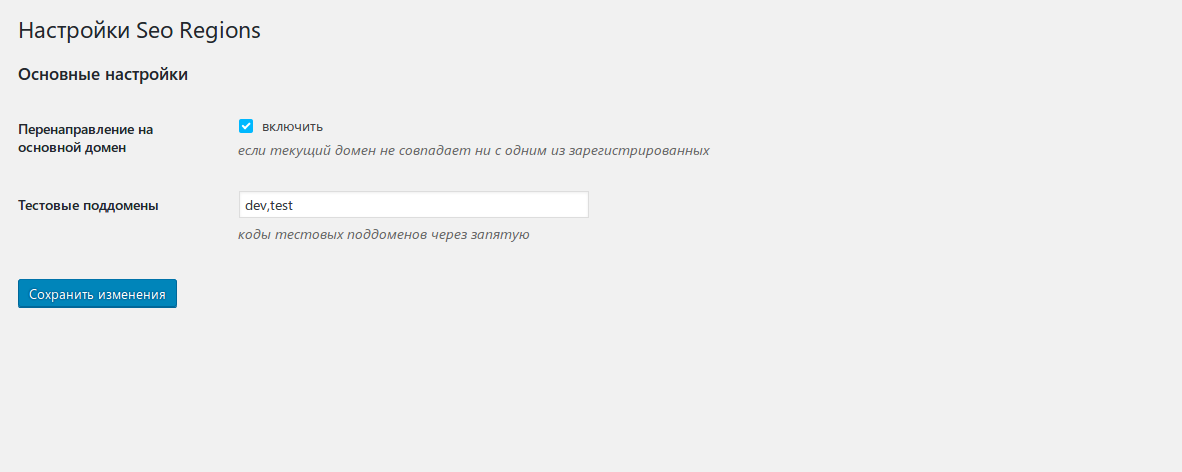 Настройки Seo Regions
Основные настройки
Перенаправление на
основной домен
включить
если текущий домен не совпадает ни с одним из зарегистрированных
Тестовые поддомены
dev,test
коды тестовых поддоменов через запятую
Сохранить изменения